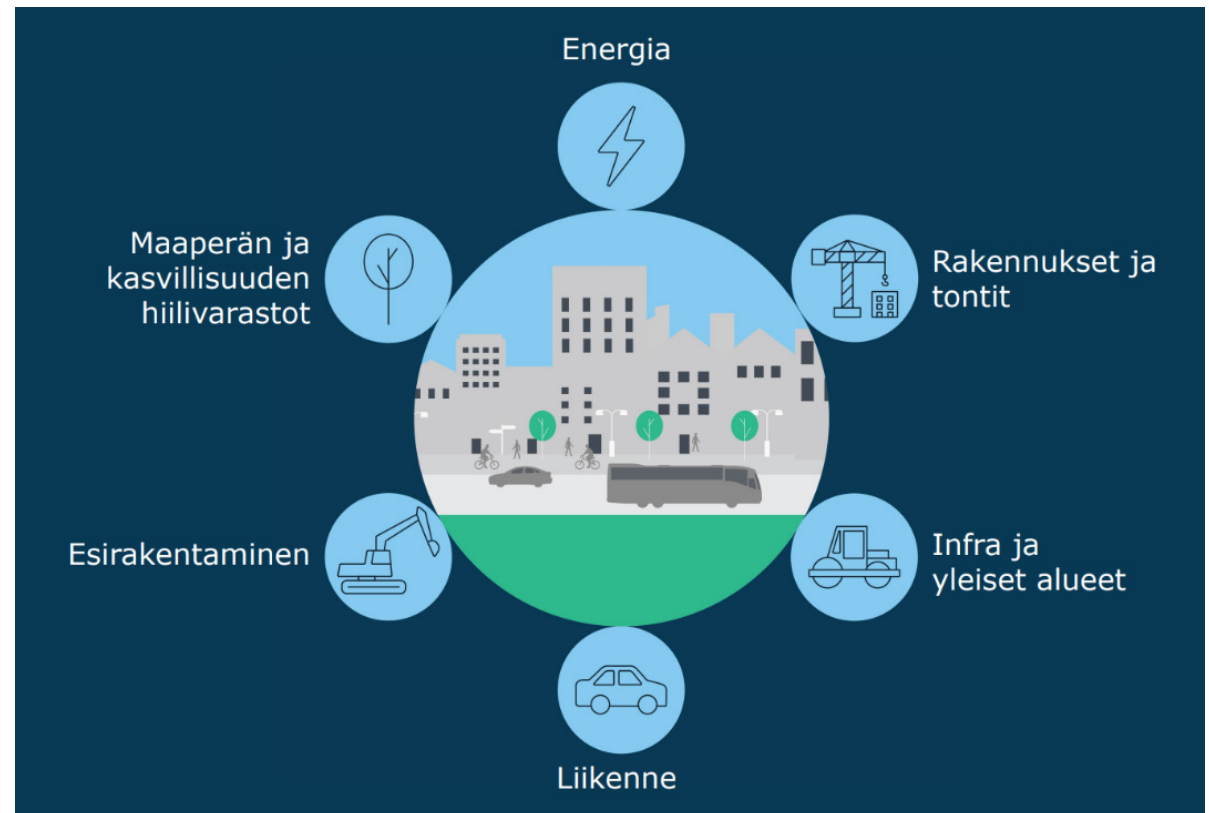 Energia
Rakennukset ja
tontit
Infra ja
yleiset alueet
Liikenne
Esirakentaminen
Maaperän ja
kasvillisuuden
hiilivarastot